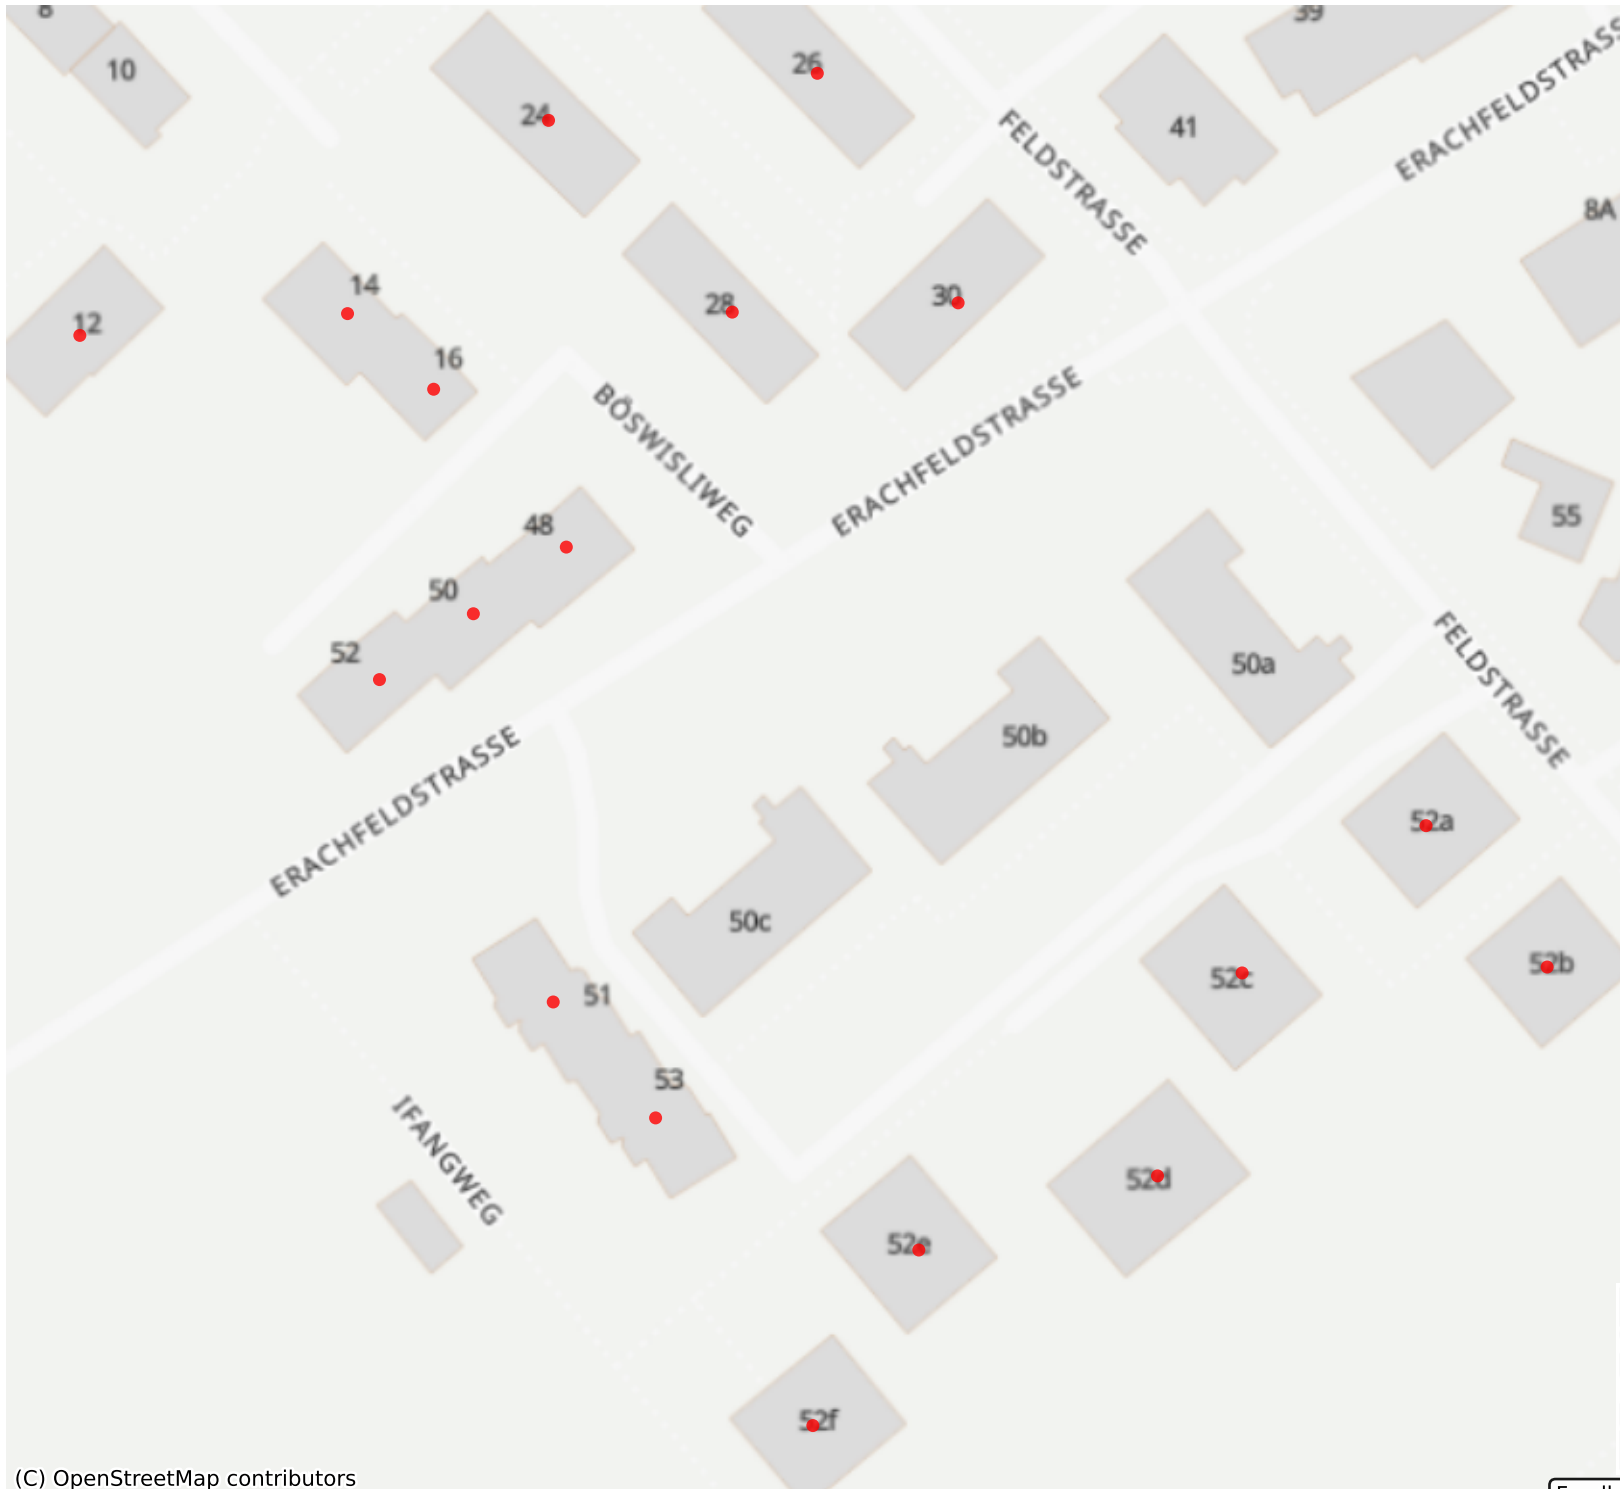 8
39
10
26
24
41
FELDSTRASSE
ERACHFELDSTRASS
8A
14
12
30
28
16
BÖSWISLIWEG
ERACHFELDSTRASSE
48
55
50
52
50a
FELDSTRASSE
50b
ERACHFELDSTRASSE
52a
50c
52b
52c
51
53
IFANGWEG
52d
52e
52f
(C) OpenStreetMap contributors